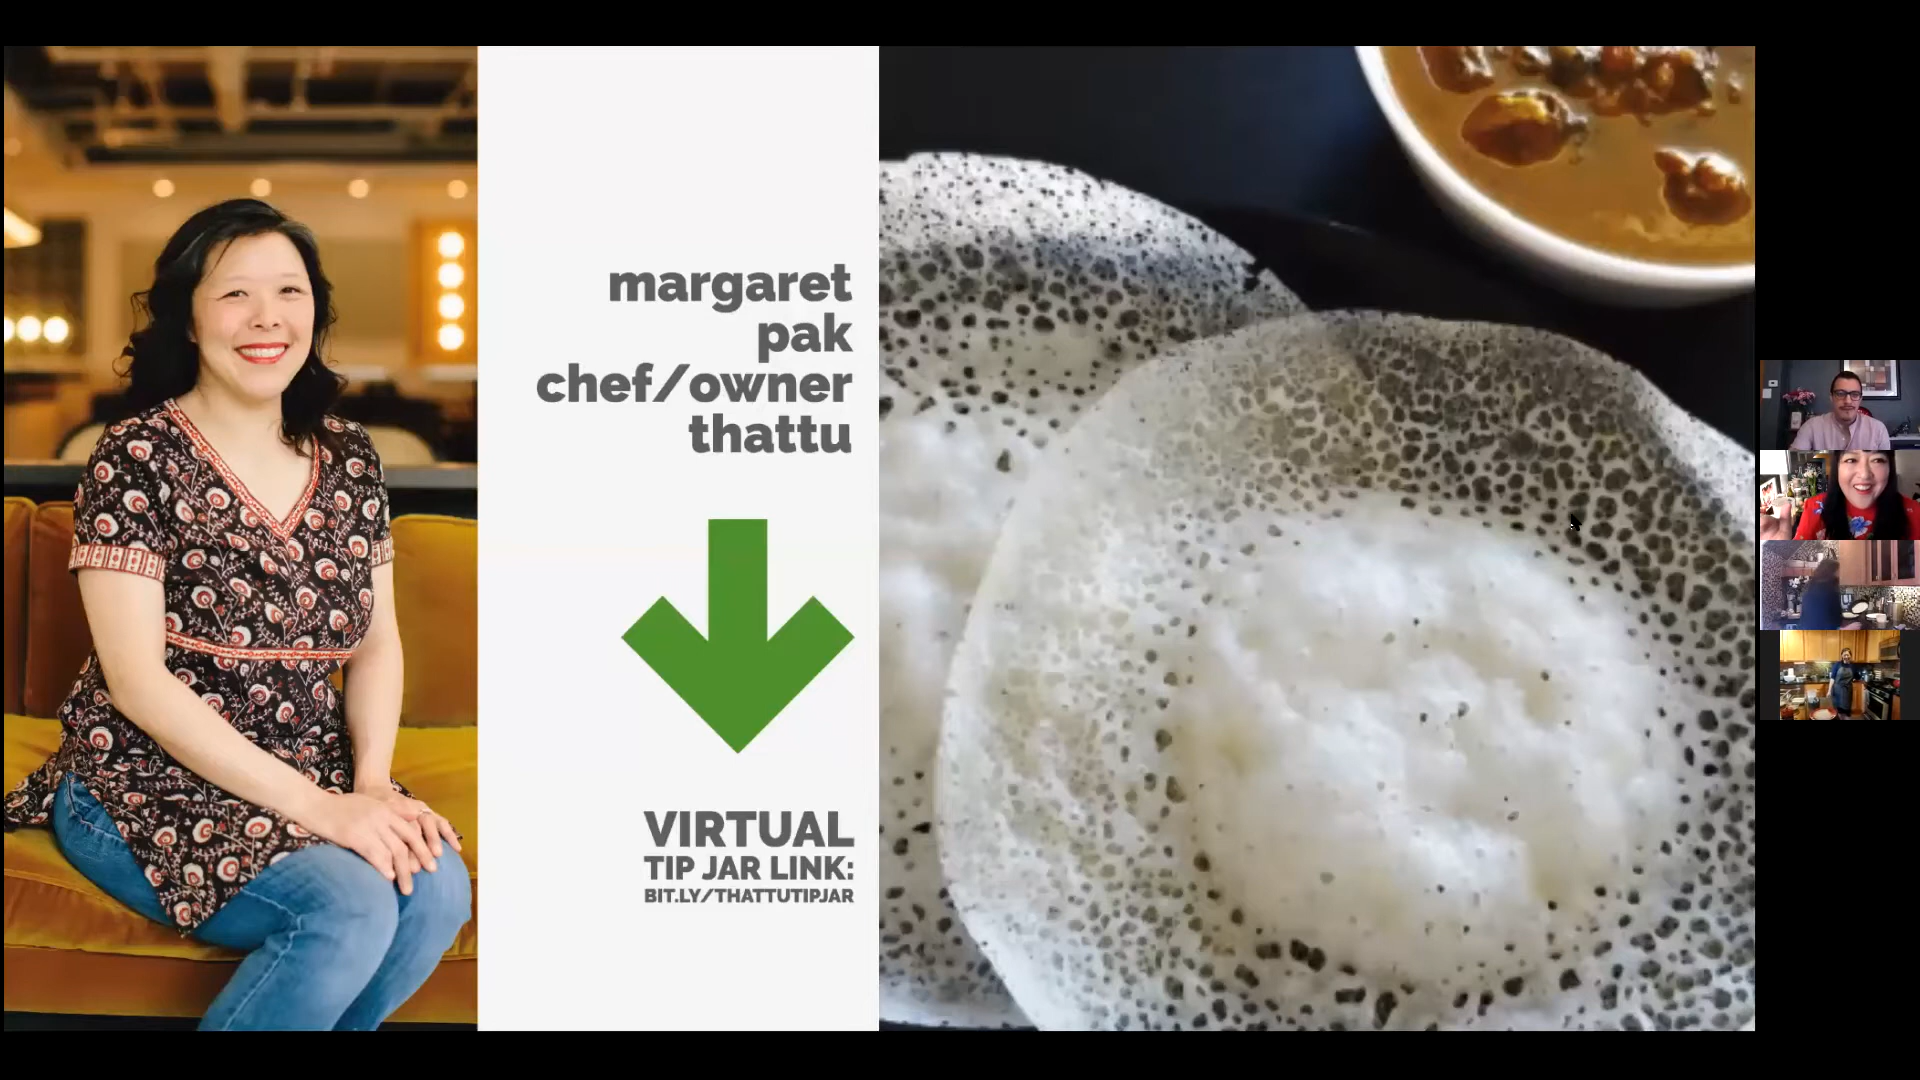 margaret
pak
chef/owner
thattu
VIRTUAL
TIP JAR LINK:
BIT.LY/THATTUTIPJAR